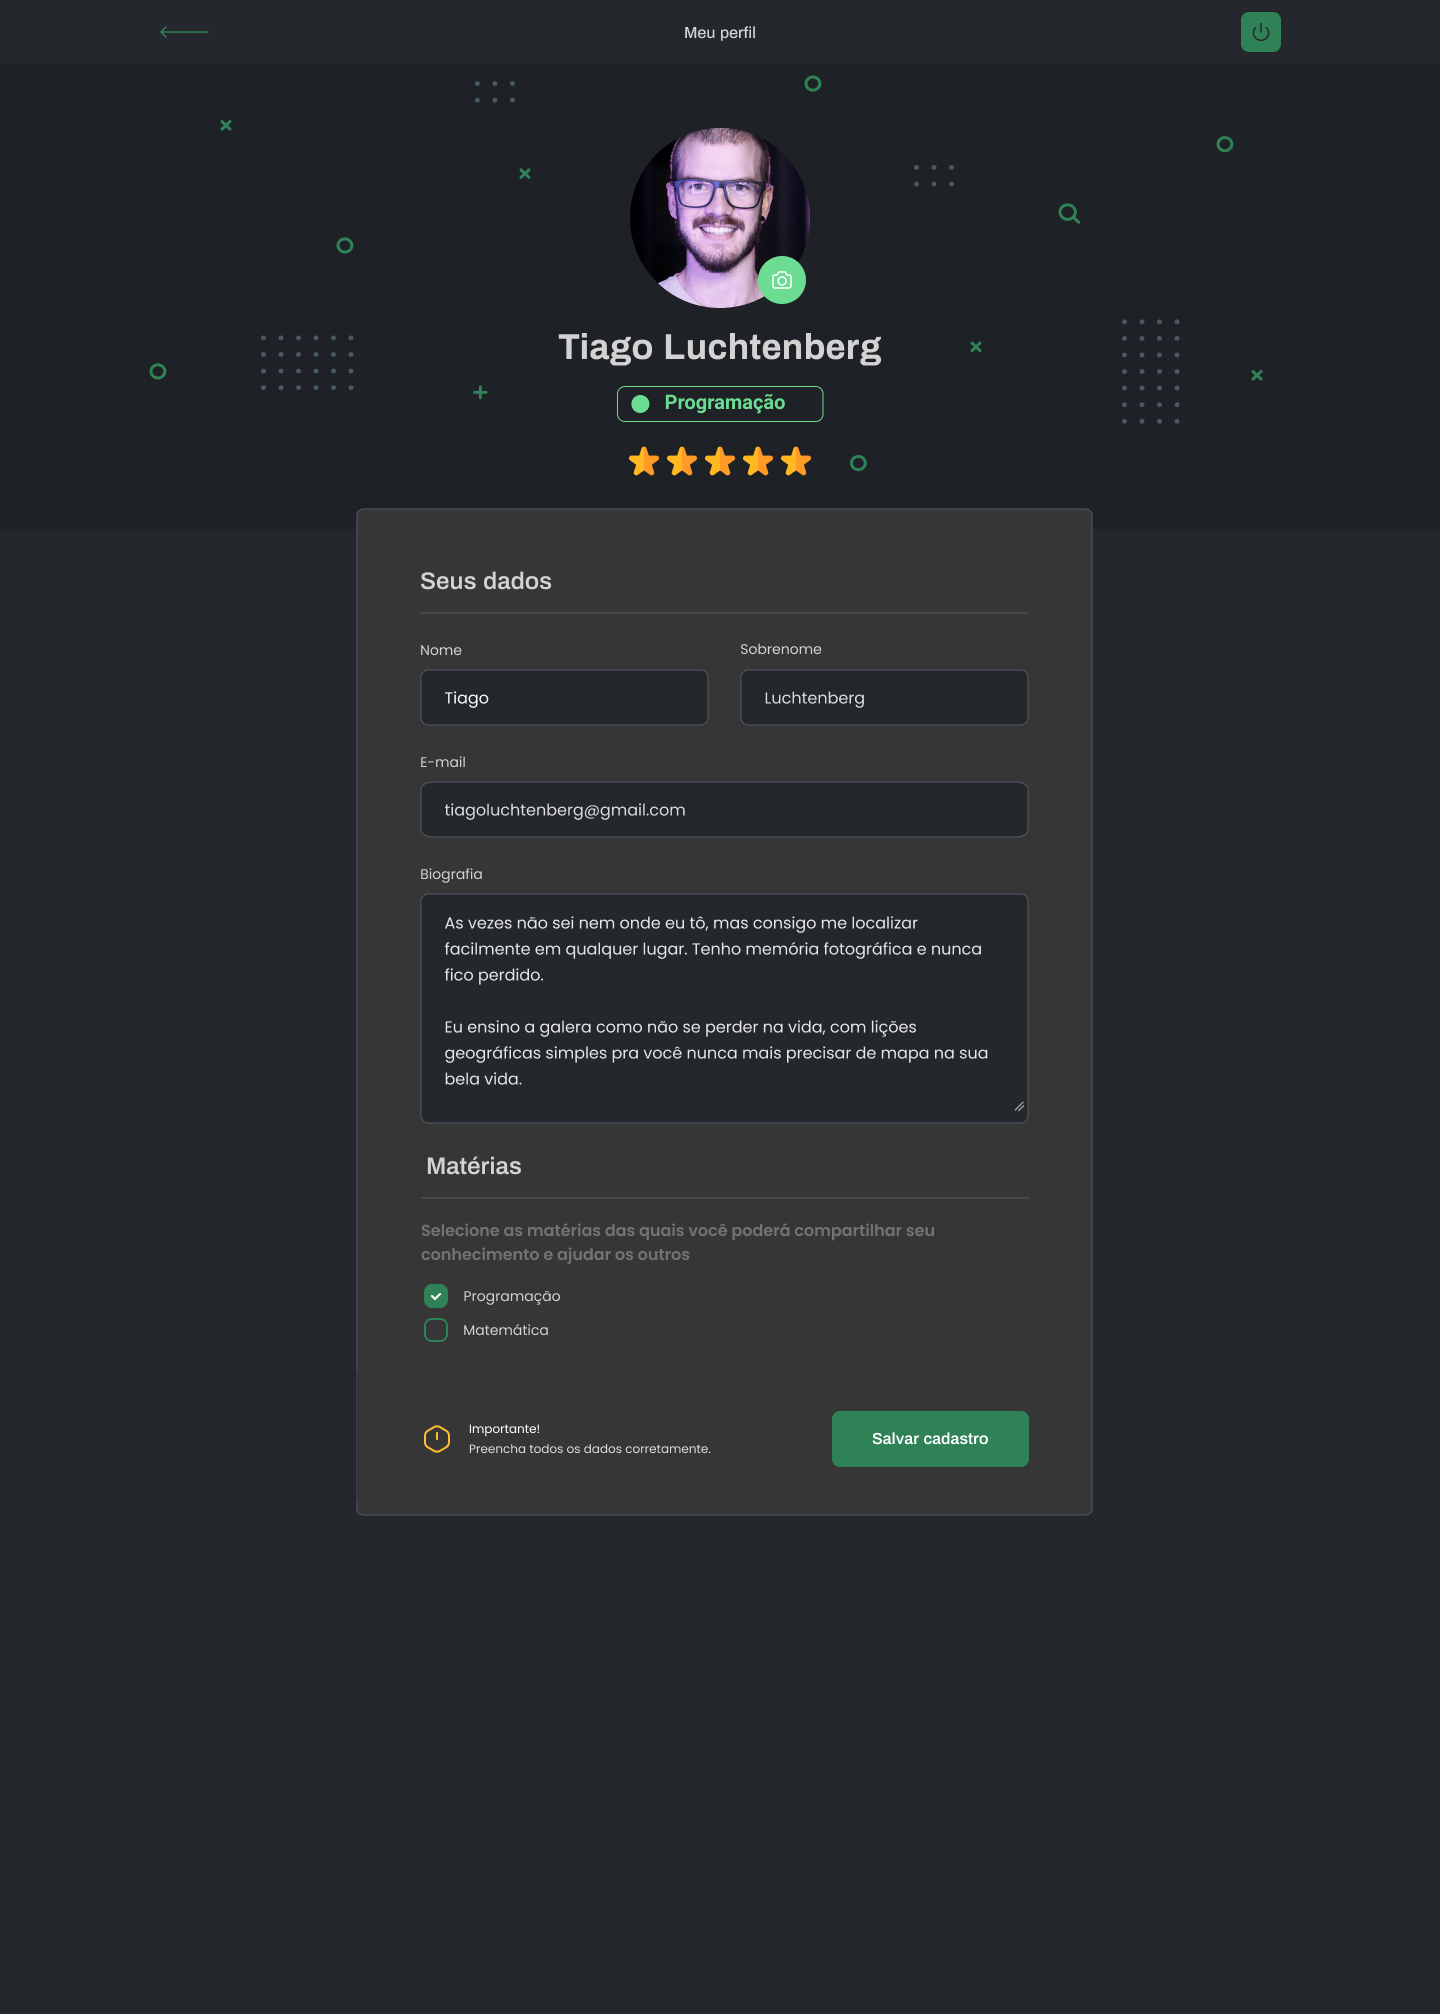 Meu perfil
Tiago Luchtenberg
Programação
Seus dados
Nome
Sobrenome
Tiago
Luchtenberg
E-mail
tiagoluchtenberg@gmail.com
Biografia
As vezes não sei nem onde eu tô, mas consigo me localizar
facilmente em qualquer lugar. Tenho memória fotográfica e nunca
fico perdido.
Eu ensino a galera como não se perder na vida, com lições
geográficas simples pra você nunca mais precisar de mapa na sua
bela vida.
Matérias
Selecione as matérias das quais você poderá compartilhar seu
conhecimento e ajudar os outros
Programação
Matemática
Importante!
Preencha todos os dados corretamente.
Salvar cadastro